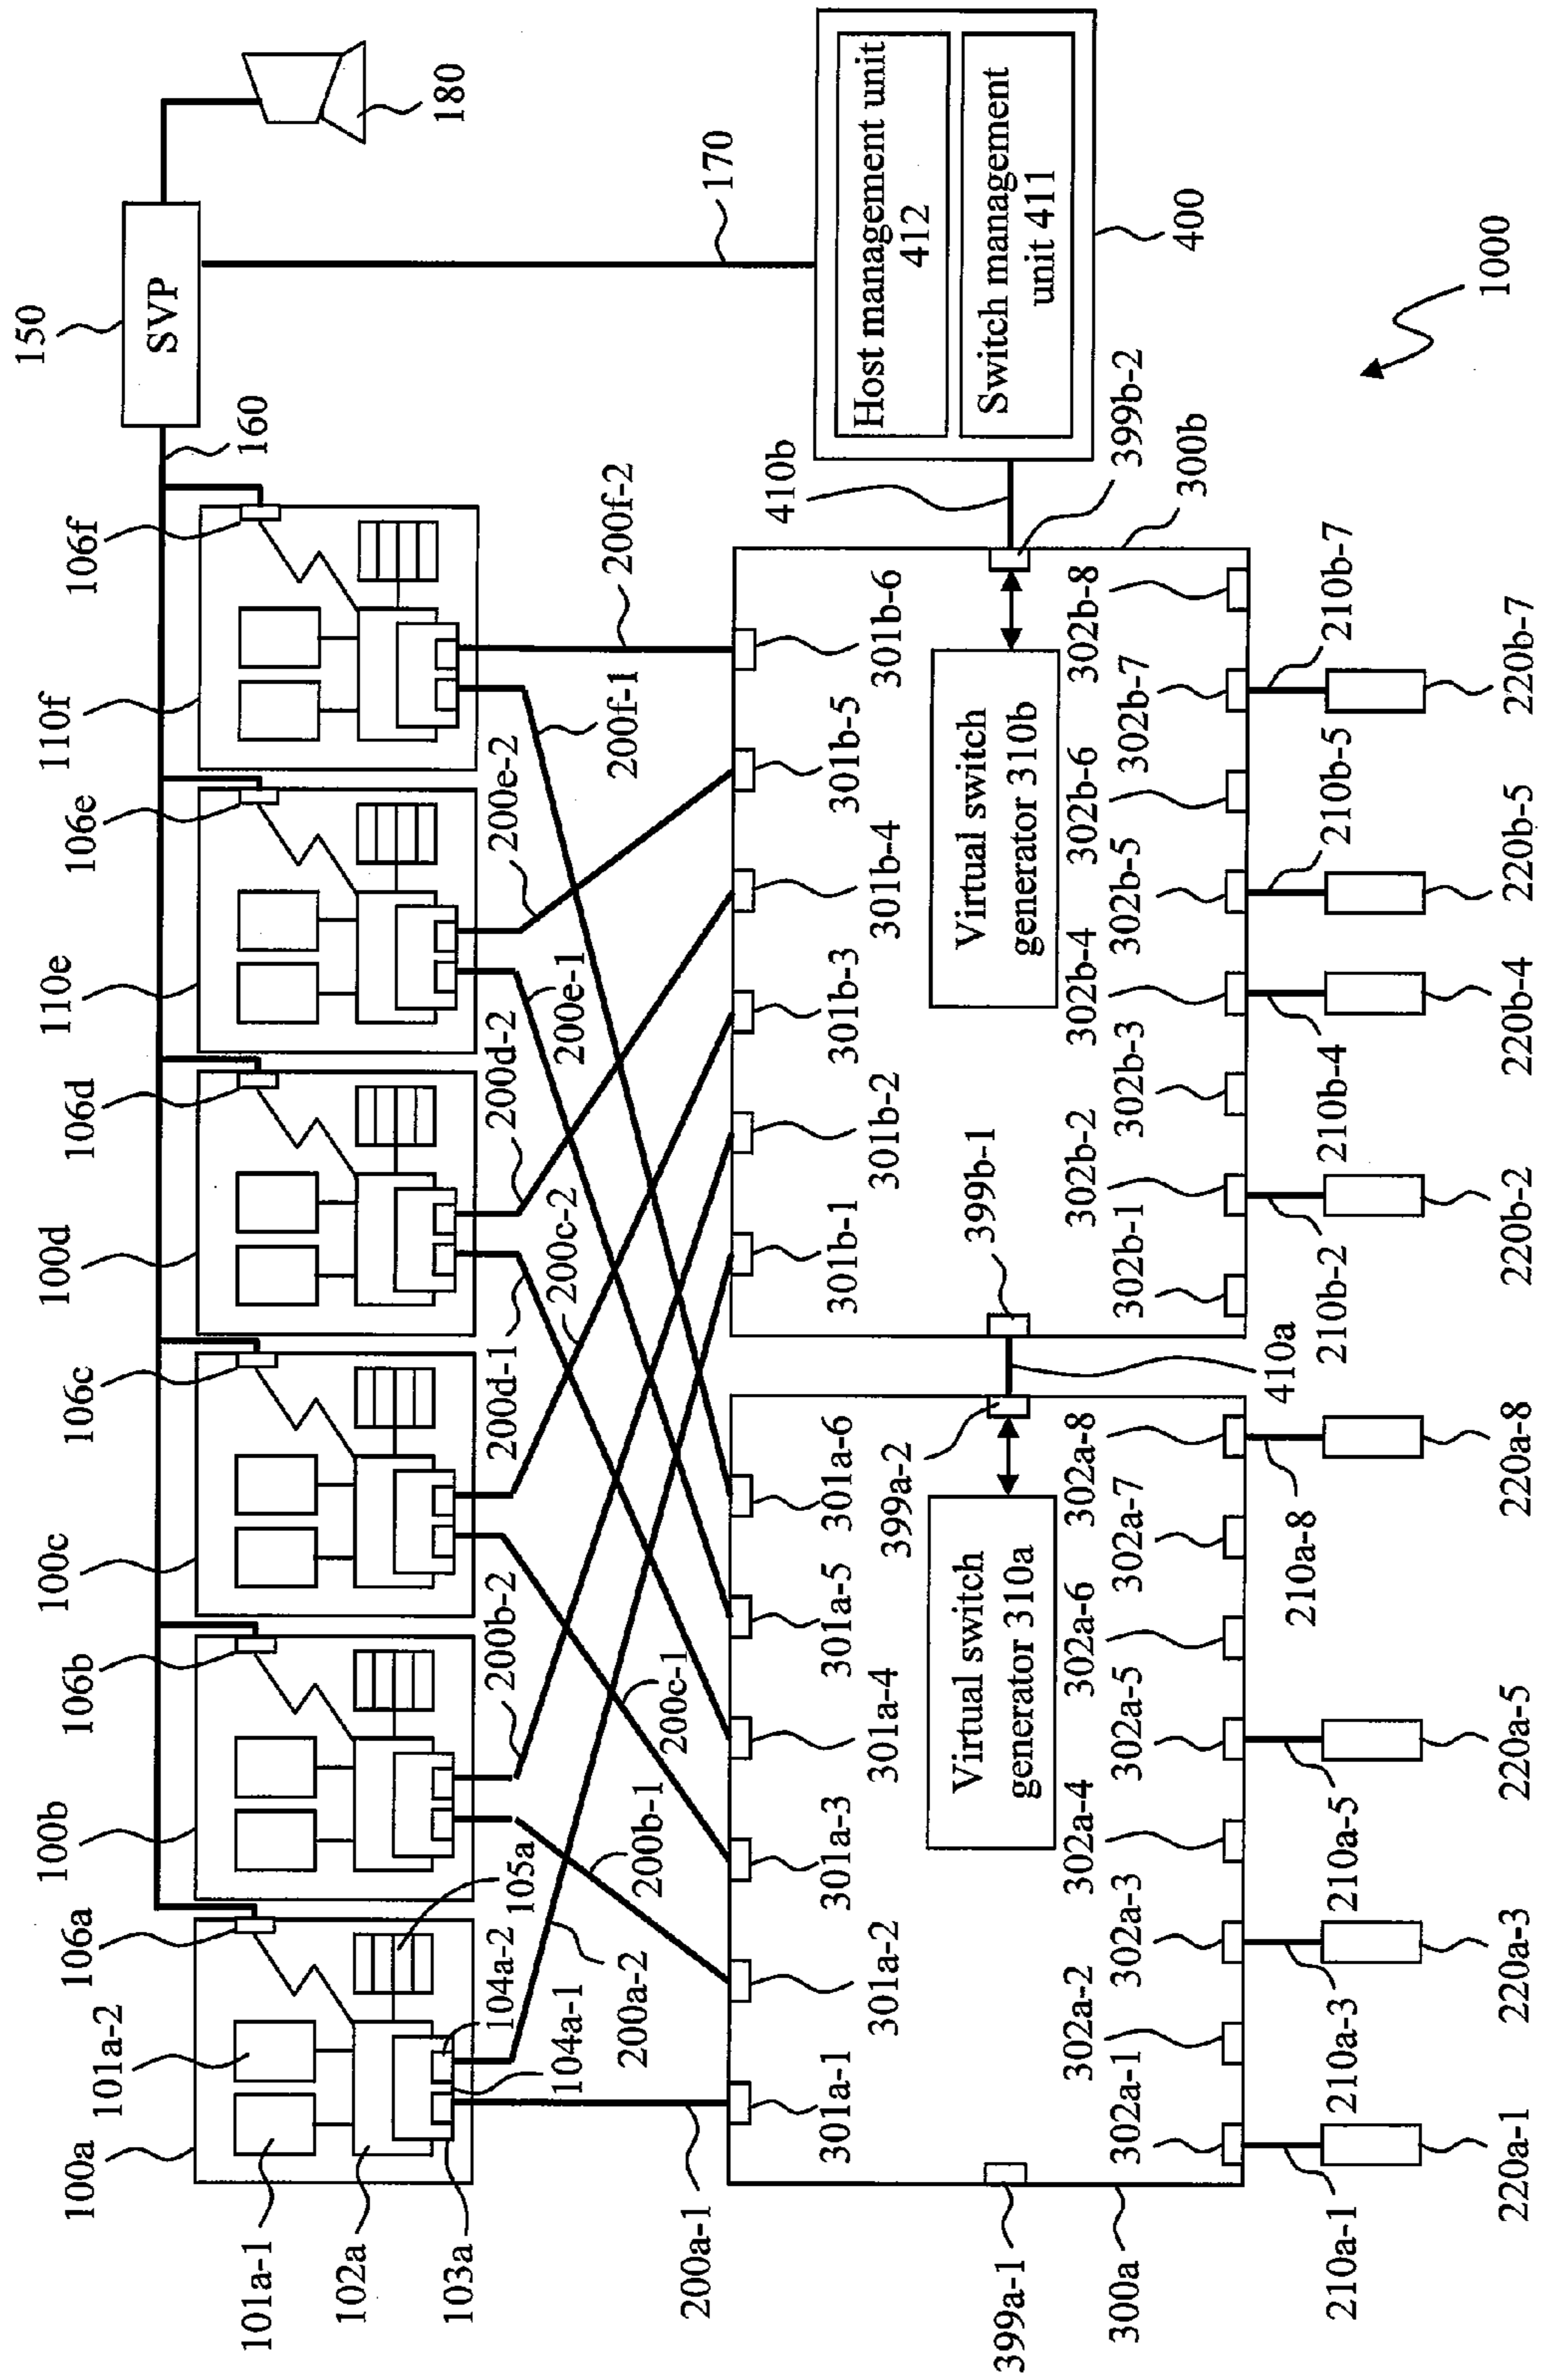 150
SVP
180
160
170
106f
110f
106e
110e
106d
100d
106c
100c
106b
100b
106a
101a-2
100a
101a-1
102a
103a
105a
104a-2
104a-1
200a-1
200a-2
200b-1
200b-2
200c-1
200c-2
200d-1
200d-2
200e-1
200e-2
200f-1
200f-2
Host management unit
412
Switch management
unit 411
400
410b
399b-2
300b
1000
301b-6
301b-5
301b-4
301b-3
301b-2
301b-1
399b-1
Virtual switch
generator 310b
302b-8
302b-7
302b-6
302b-5
302b-4
302b-3
302b-2
302b-1
210b-7
210b-5
210b-4
210b-2
220b-7
220b-5
220b-4
220b-2
410a
301a-6
301a-5
301a-4
301a-3
301a-2
301a-1
399a-2
399a-1
300a
Virtual switch
generator 310a
302a-8
302a-7
302a-6
302a-5
302a-4
302a-3
302a-2
302a-1
210a-8
210a-5
210a-3
210a-1
220a-8
220a-5
220a-3
220a-1